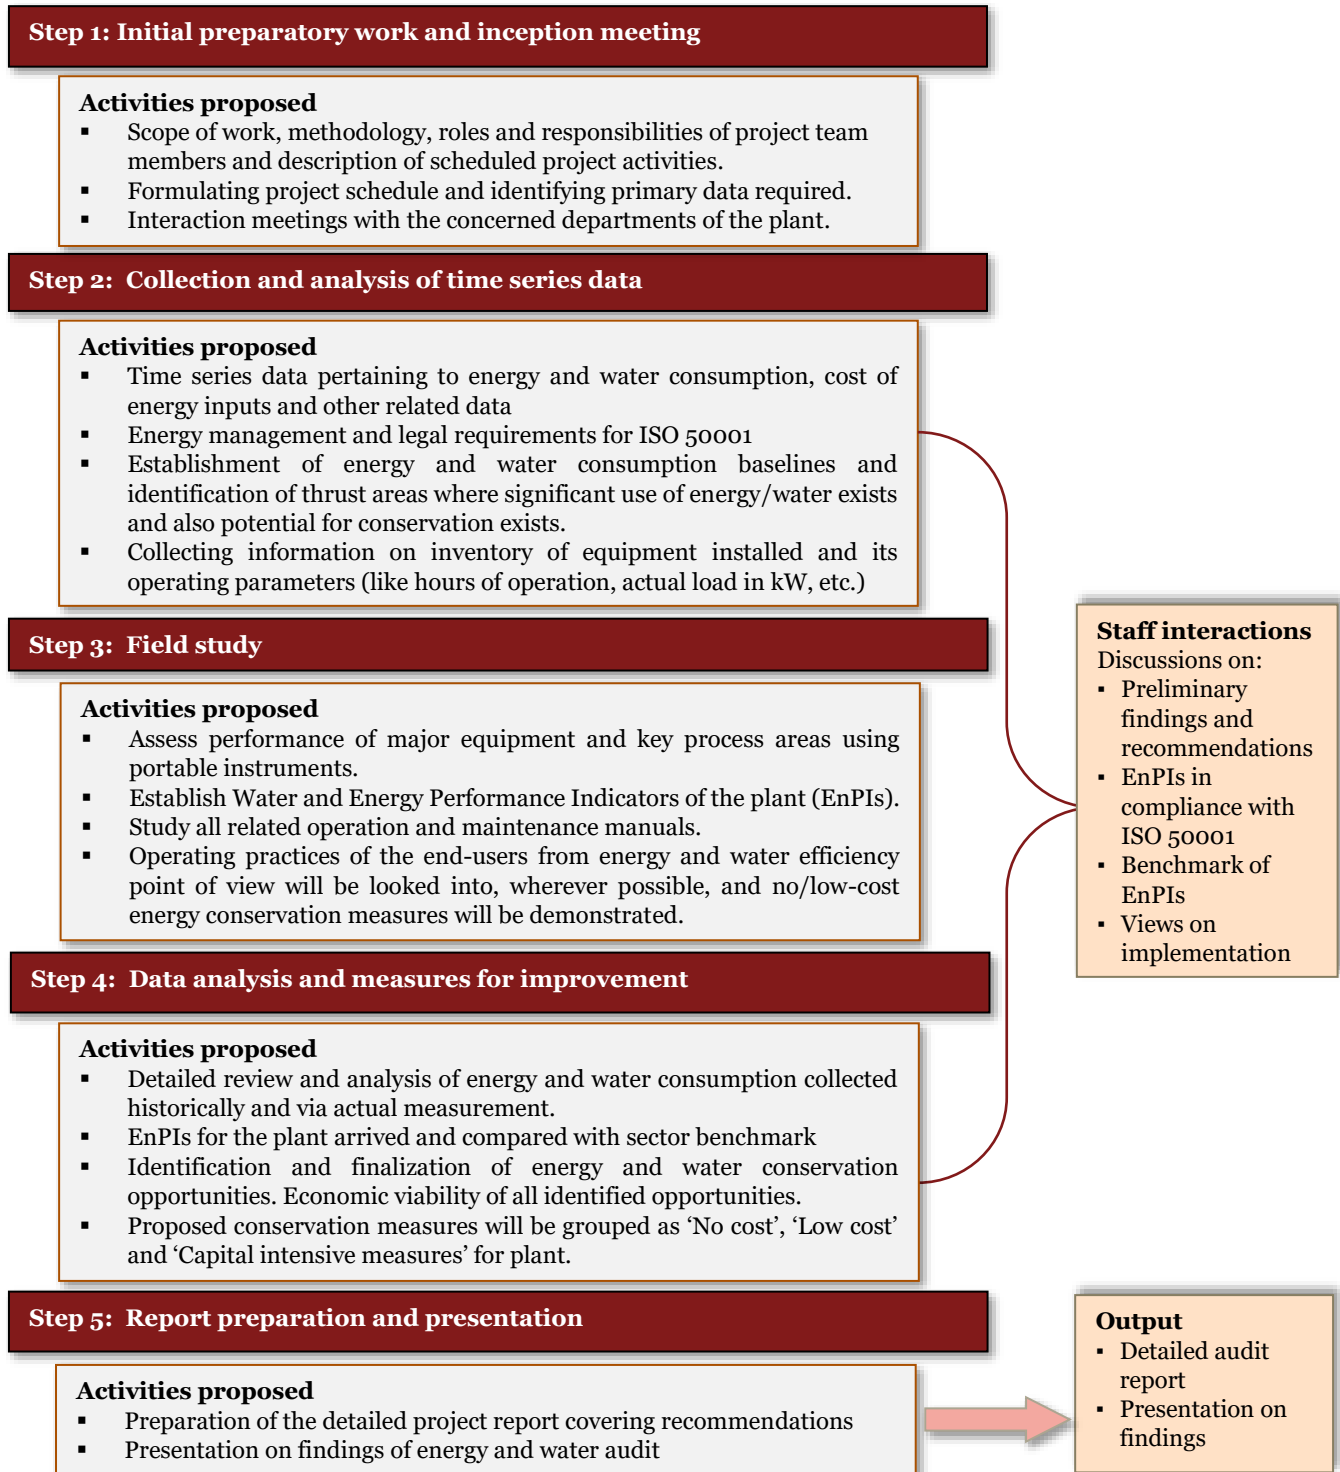 Step 1: Initial preparatory work and inception meeting
Activities proposed
▪ Scope of work, methodology, roles and responsibilities of project team
members and description of scheduled project activities.
▪ Formulating project schedule and identifying primary data required.
▪ Interaction meetings with the concerned departments of the plant.
Step 2: Collection and analysis of time series data
Activities proposed
▪ Time series data pertaining to energy and water consumption, cost of
energy inputs and other related data
▪ Energy management and legal requirements for ISO 50001
▪ Establishment of energy and water consumption baselines and
identification of thrust areas where significant use of energy/water exists
and also potential for conservation exists.
▪ Collecting information on inventory of equipment installed and its
operating parameters (like hours of operation, actual load in kW, etc.)
Step 3: Field study
Activities proposed
▪ Assess performance of major equipment and key process areas using
portable instruments.
▪ Establish Water and Energy Performance Indicators of the plant (EnPIs).
▪ Study all related operation and maintenance manuals.
▪ Operating practices of the end-users from energy and water efficiency
point of view will be looked into, wherever possible, and no/low-cost
energy conservation measures will be demonstrated.
Step 4: Data analysis and measures for improvement
Activities proposed
▪ Detailed review and analysis of energy and water consumption collected
historically and via actual measurement.
▪ EnPIs for the plant arrived and compared with sector benchmark
▪ Identification and finalization of energy and water conservation
opportunities. Economic viability of all identified opportunities.
▪ Proposed conservation measures will be grouped as ‘No cost’, ‘Low cost’
and ‘Capital intensive measures’ for plant.
Step 5: Report preparation and presentation
Activities proposed
▪ Preparation of the detailed project report covering recommendations
▪ Presentation on findings of energy and water audit
Staff interactions
Discussions on:
▪ Preliminary
findings and
recommendations
▪ EnPIs in
compliance with
ISO 50001
▪ Benchmark of
EnPIs
▪ Views on
implementation
Output
▪ Detailed audit
report
▪ Presentation on
findings